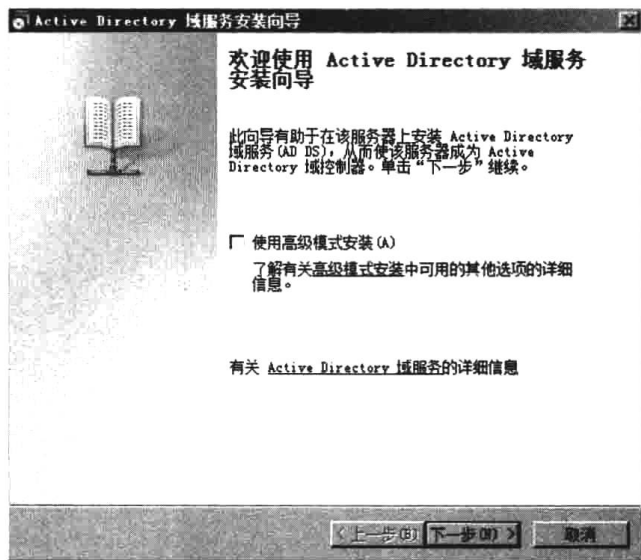 Active Directory 域服务安装向导
欢迎使用 Active Directory 域服务
安装向导
此向导有助于在该服务器上安装 Active Directory
域服务(AD DS)，从而使该服务器成为 Active
Directory 域控制器。单击“下一步”继续。
使用高级模式安装(A)
了解有关高级模式安装中可用的其他选项的详细
信息。
有关 Active Directory 域服务的详细信息
<上一步(B) 下一步(N) > 取消